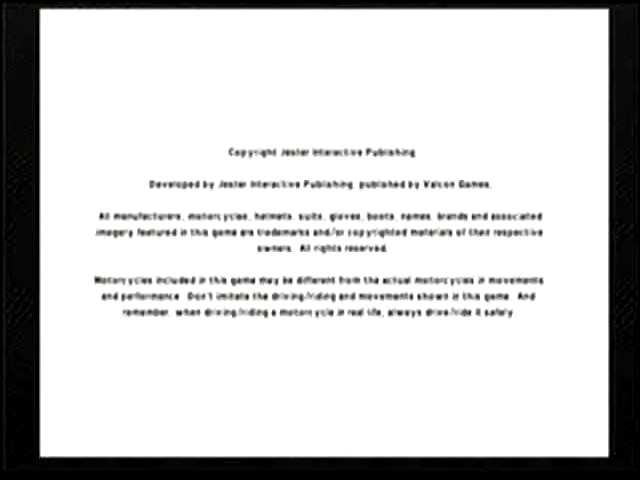 Copyright Jester Interactive Publishing
Developed by Jester Interactive Publishing, published by Valcon Games.
All manufacturers, motorcycles, helmets, suits, gloves, boots, names, brands and associated
imagery featured in this game are trademarks and/or copyrighted materials of their respective
owners. All rights reserved.
Motorcycles included in this game may be different from the actual motorcycles in movements
and performance. Don't imitate the driving/riding and movements shown in this game. And
remember, when driving/riding a motorcycle in real life, always drive/ride it safely.